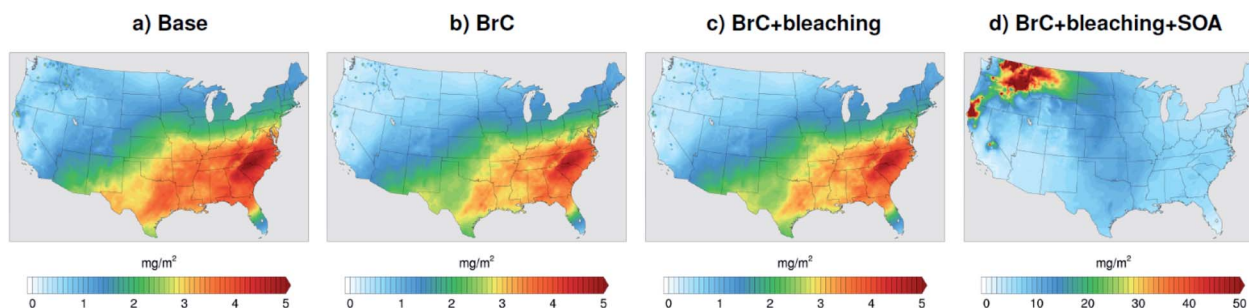 a) Base b) BrC c) BrC+bleaching d) BrC+bleaching+SOA
mg/m² mg/m² mg/m² mg/m²
0 1 2 3 4 5 0 1 2 3 4 5 0 1 2 3 4 5 0 10 20 30 40 50